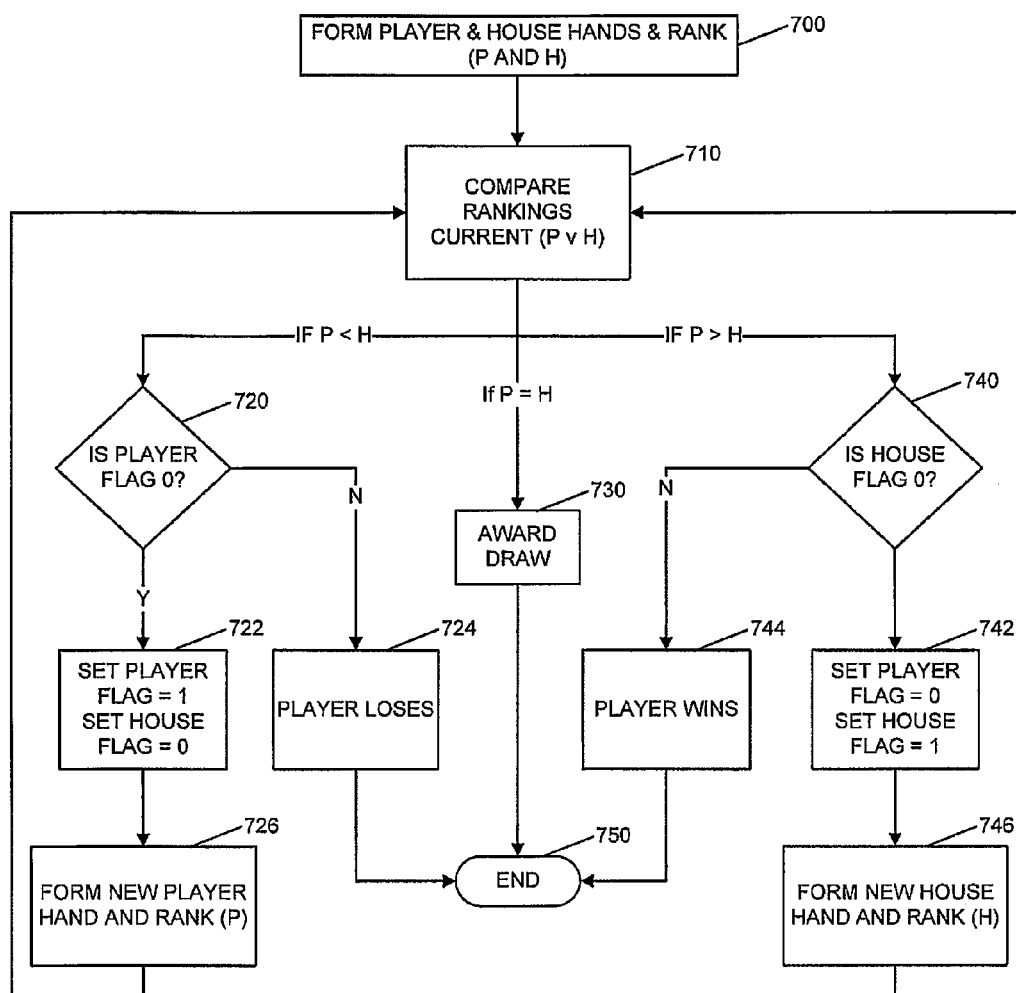 FORM PLAYER & HOUSE HANDS & RANK
(P AND H)
700
COMPARE
RANKINGS
CURRENT (P v H)
710
IF P < H
If P = H
IF P > H
IS PLAYER
FLAG 0?
720
N
Y
AWARD
DRAW
730
IS HOUSE
FLAG 0?
740
N
SET PLAYER
FLAG = 1
SET HOUSE
FLAG = 0
722
PLAYER LOSES
724
PLAYER WINS
744
SET PLAYER
FLAG = 0
SET HOUSE
FLAG = 1
742
FORM NEW PLAYER
HAND AND RANK (P)
726
END
750
FORM NEW HOUSE
HAND AND RANK (H)
746